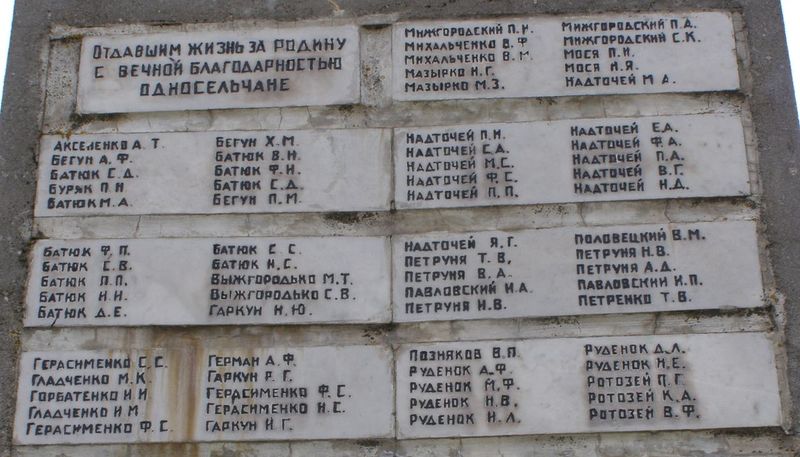 Отдавшим жизнь за Родину
с вечной благодарностью
односельчане
Акселенко А. Т.
Бегун А. Ф.
Батюк С. Д.
Буряк П. Н
Батюк М. А.
Бегун Х. М.
Батюк В. Н.
Батюк Ф. Н.
Батюк С. Д.
Бегун П. М.
Батюк Ф. П.
Батюк С. В.
Батюк П. П.
Батюк Н. Н.
Батюк Д. Е.
Батюк С. С.
Батюк Н. С.
Выжгородько М. Т.
Выжгородько С. В.
Гаркун Н. Ю.
Герасименко С. С.
Гладченко М. К.
Горбатенко И. И
Гладченко И М
Герасименко Ф. С.
Герман А. Ф.
Гаркун Р. Г.
Герасименко Ф. С.
Герасименко Н. С.
Гаркун И. Г.
Мижгородский П. И.
Михальченко В. Ф
Михальченко В. М.
Мазырко Н. Г.
Мазырко М. З.
Мижгородский П. А.
Мижгородский С. К.
Мося П. И.
Мося И. Я.
Надточей М. А.
Надточей П. И.
Надточей С. Д.
Надточей М. С.
Надточей Ф. С.
Надточей П. П.
Надточей Е. Д.
Надточей Ф. А.
Надточей П. А.
Надточей В. Г.
Надточей Н. Д.
Надточей Я. Г.
Петруня Т. В.
Петруня В. А.
Павловский И. А.
Петруня И. В.
Половецкий В. М.
Петруня Н. В.
Петруня А. Д.
Павловский И. П.
Петренко Т. В.
Позняков В. П.
Руденок А. Ф.
Руденок М. Ф.
Руденок Н. В.
Руденок Н. Л.
Руденок Д. Л.
Руденок Н. Е.
Ротозей П. Г.
Ротозей К. А.
Ротозей В. Ф.